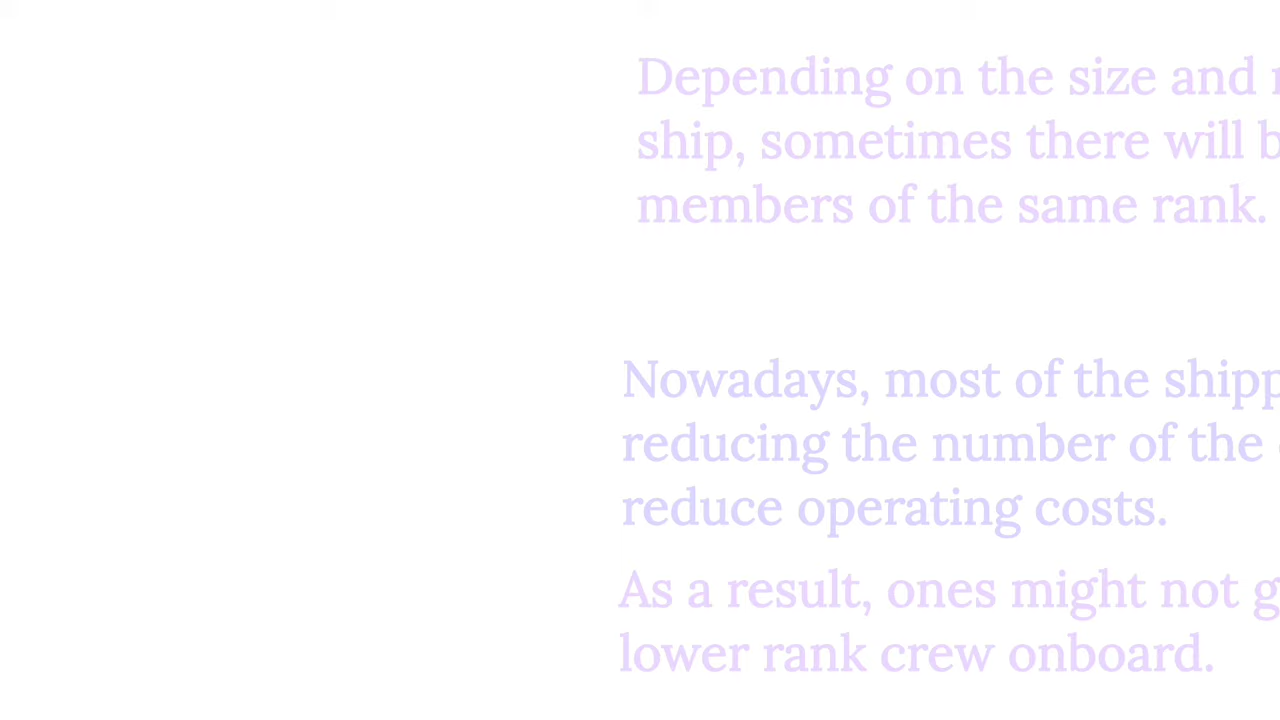 Depending on the size and
ship, sometimes there will
members of the same rank.
Nowadays, most of the shipp
reducing the number of the
reduce operating costs.
As a result, ones might not
lower rank crew onboard.